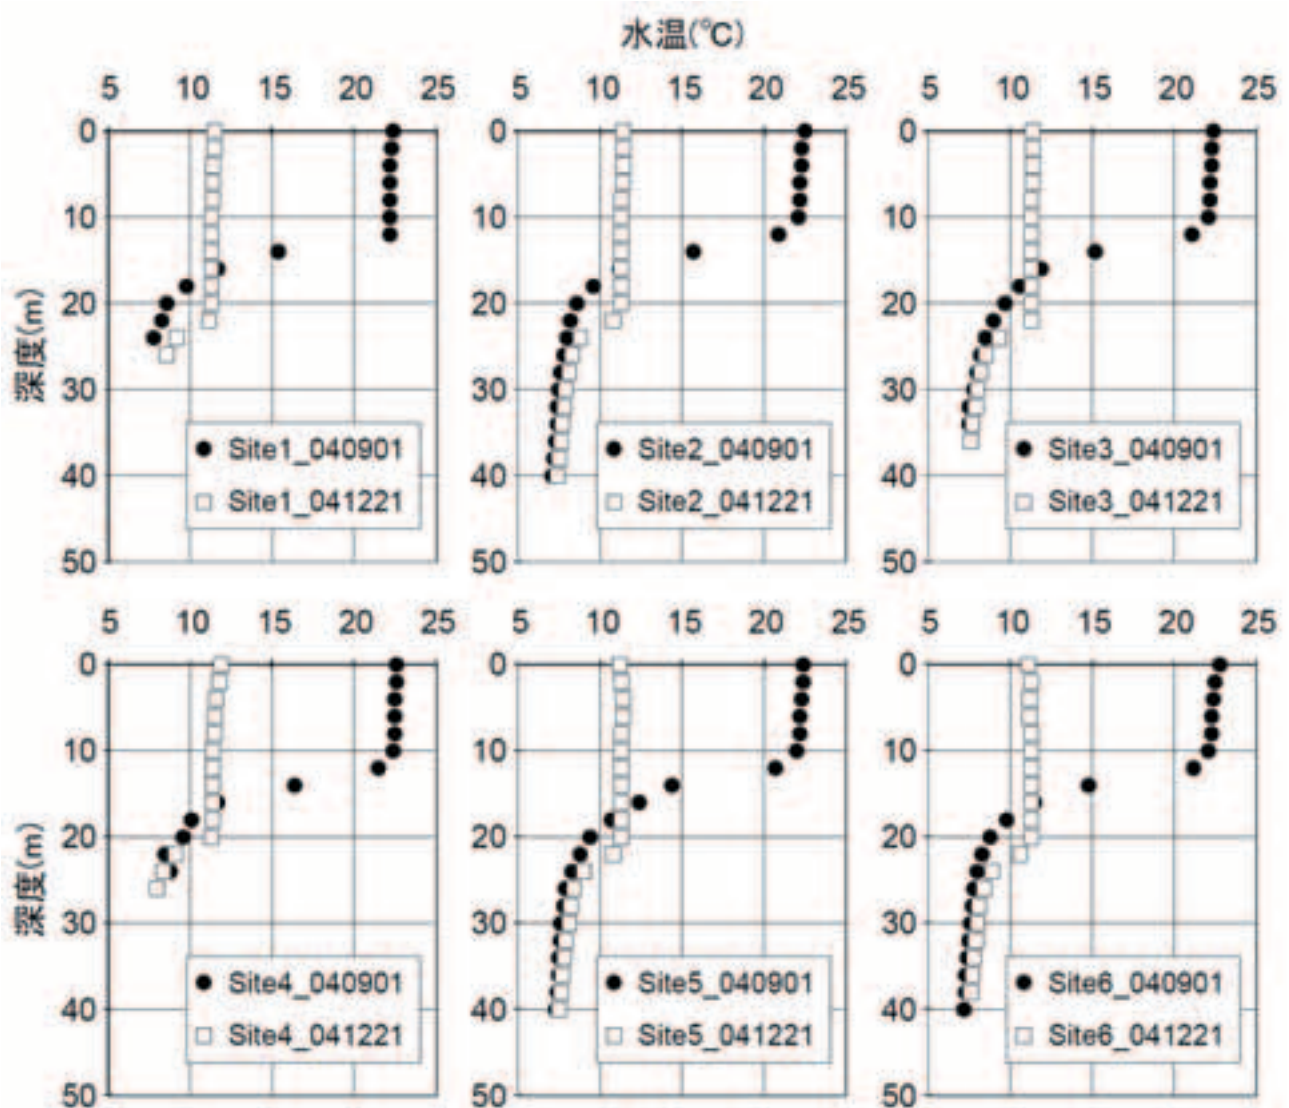 水温(℃)
5 10 15 20 25 5 10 15 20 25 5 10 15 20 25
0 0 0
10 10 10
20 20 20
30 30 30
40 40 40
50 50 50
深度(m)
Site1_040901 Site2_040901 Site3_040901
Site1_041221 Site2_041221 Site3_041221
5 10 15 20 25 5 10 15 20 25 5 10 15 20 25
0 0 0
10 10 10
20 20 20
30 30 30
40 40 40
50 50 50
深度(m)
Site4_040901 Site5_040901 Site6_040901
Site4_041221 Site5_041221 Site6_041221